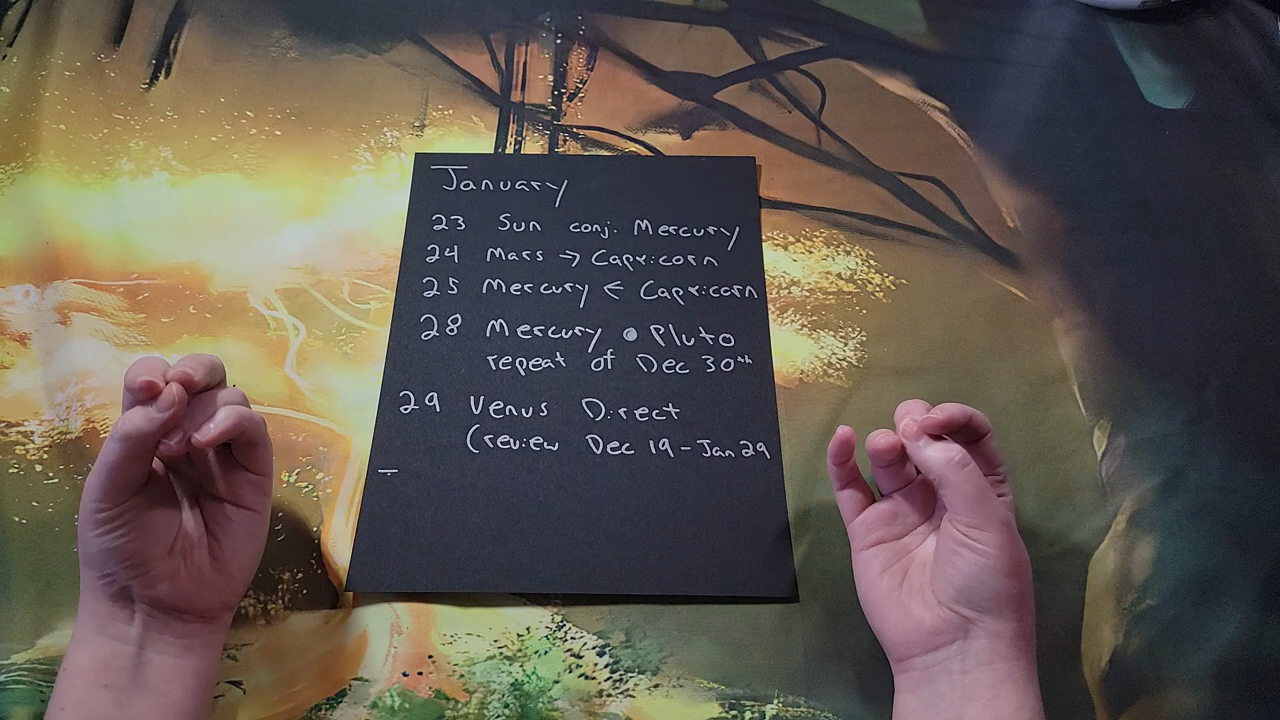 January
23 Sun conj. Mercury
24 Mars → Capricorn
25 Mercury ← Capricorn
28 Mercury ● Pluto
repeat of Dec 30th
29 Venus Direct
(review Dec 19 - Jan 29